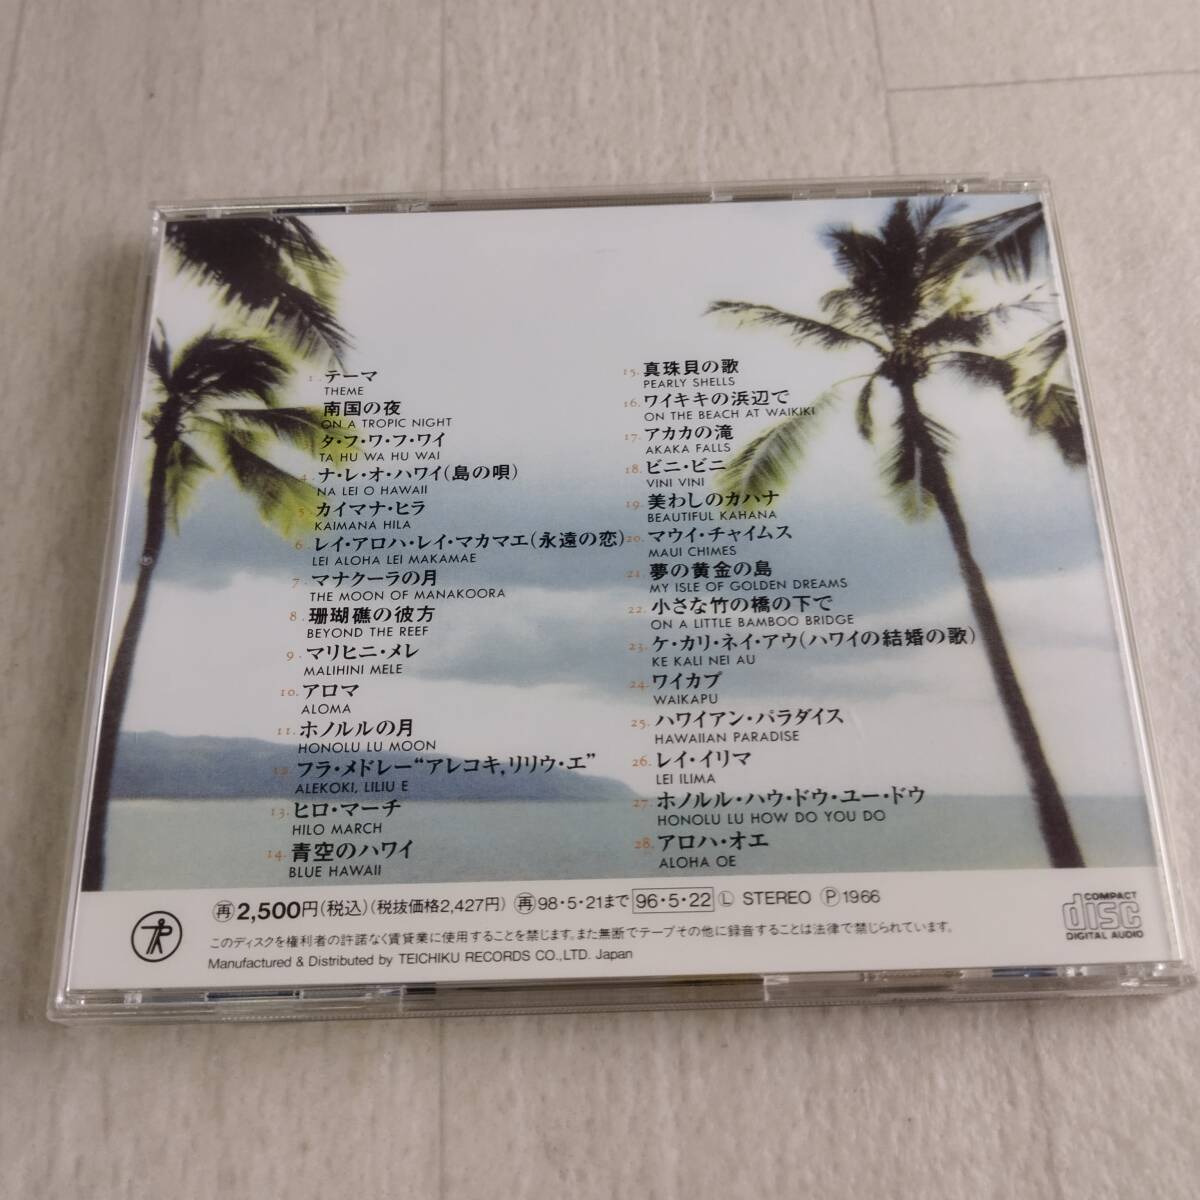 1. テーマ
THEME
南国の夜
ON A TROPIC NIGHT
タ・フ・ワ・フ・ワイ
TA HU WA HU WAI
4. ナ・レ・オ・ハワイ(島の唄)
NA LEI O HAWAII
5. カイマナ・ヒラ
KAIMANA HILA
6. レイ・アロハ・レイ・マカマエ(永遠の恋)
LEI ALOHA LEI MAKAMAE
7. マナクーラの月
THE MOON OF MANAKOORA
8. 珊瑚礁の彼方
BEYOND THE REEF
9. マリヒニ・メレ
MALIHINI MELE
10. アロマ
ALOMA
11. ホノルルの月
HONOLU LU MOON
12. フラ・メドレー“アレコキ,リリウ・エ”
ALEKOKI, LILIU E
13. ヒロ・マーチ
HILO MARCH
14. 青空のハワイ
BLUE HAWAII
15. 真珠貝の歌
PEARLY SHELLS
16. ワイキキの浜辺で
ON THE BEACH AT WAIKIKI
17. アカカの滝
AKAKA FALLS
18. ビニ・ビニ
VINI VINI
19. 美わしのカハナ
BEAUTIFUL KAHANA
20. マウイ・チャイムス
MAUI CHIMES
21. 夢の黄金の島
MY ISLE OF GOLDEN DREAMS
22. 小さな竹の橋の下で
ON A LITTLE BAMBOO BRIDGE
23. ケ・カリ・ネイ・アウ(ハワイの結婚の歌)
KE KALI NEI AU
24. ワイカプ
WAIKAPU
25. ハワイアン・パラダイス
HAWAIIAN PARADISE
26. レイ・イリマ
LEI ILIMA
27. ホノルル・ハウ・ドウ・ユー・ドウ
HONOLU LU HOW DO YOU DO
28. アロハ・オエ
ALOHA OE
㊢2,500円(税込)(税抜価格2,427円) 再98・5・21まで 96・5・22 Ⓛ STEREO Ⓟ1966
このディスクを権利者の許諾なく賃貸業に使用することを禁じます。また無断でテープその他に録音することは法律で禁じられています。
Manufactured & Distributed by TEICHIKU RECORDS CO.,LTD. Japan
TR
COMPACT
disc
DIGITAL AUDIO